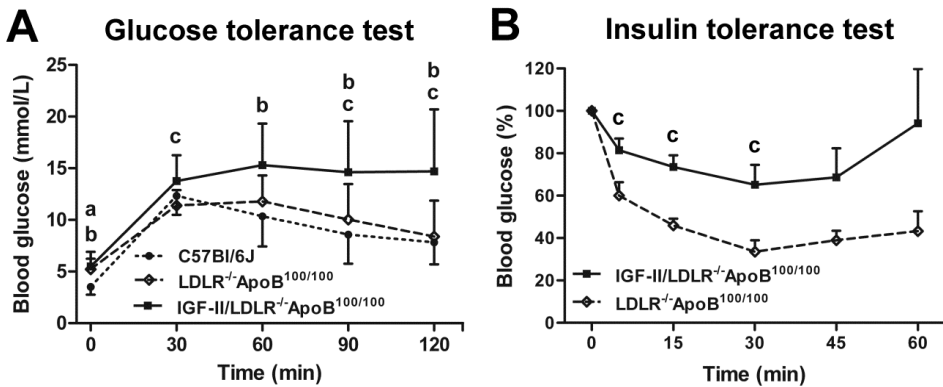 A Glucose tolerance test
Blood glucose (mmol/L)
25
20
15
10
5
0
a
b
c
b
b
c
b
c
C57Bl/6J
LDLR-/-ApoB100/100
IGF-II/LDLR-/-ApoB100/100
0 30 60 90 120
Time (min)
B Insulin tolerance test
Blood glucose (%)
120
100
80
60
40
20
0
c
c
c
IGF-II/LDLR-/-ApoB100/100
LDLR-/-ApoB100/100
0 15 30 45 60
Time (min)